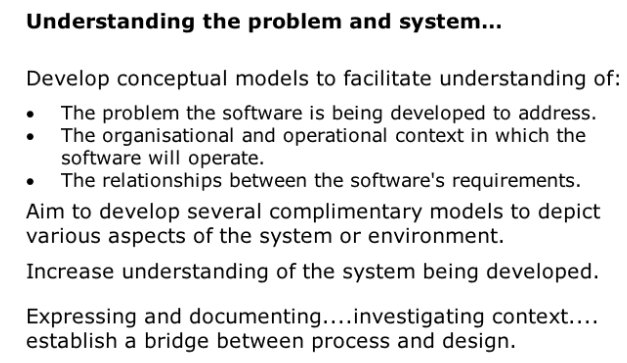 Understanding the problem and system...
Develop conceptual models to facilitate understanding of:
• The problem the software is being developed to address.
• The organisational and operational context in which the
software will operate.
• The relationships between the software's requirements.
Aim to develop several complimentary models to depict
various aspects of the system or environment.
Increase understanding of the system being developed.
Expressing and documenting....investigating context....
establish a bridge between process and design.